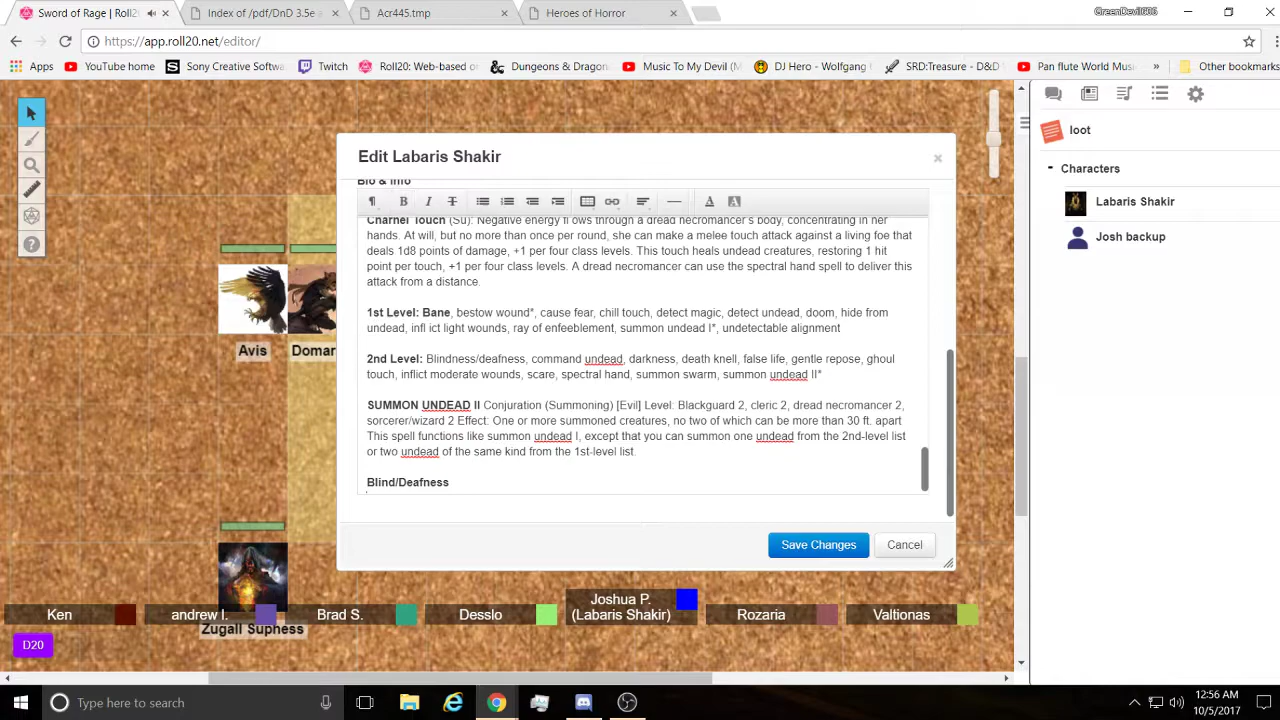 GreenDevil606
Sword of Rage | Roll20
Index of /pdf/DnD 3.5e
Acr445.tmp
Heroes of Horror
https://app.roll20.net/editor/
Apps
YouTube home
Sony Creative Softwa
Twitch
Roll20: Web-based o
Dungeons & Dragon
Music To My Devil (M
DJ Hero - Wolfgang
SRD:Treasure - D&D
Pan flute World Mus
»
Other bookmarks
loot
Characters
Labaris Shakir
Josh backup
Edit Labaris Shakir
×
Bio & Info
Charnel Touch (Su): Negative energy fl ows through a dread necromancer's body, concentrating in her
hands. At will, but no more than once per round, she can make a melee touch attack against a living foe that
deals 1d8 points of damage, +1 per four class levels. This touch heals undead creatures, restoring 1 hit
point per touch, +1 per four class levels. A dread necromancer can use the spectral hand spell to deliver this
attack from a distance.
1st Level: Bane, bestow wound*, cause fear, chill touch, detect magic, detect undead, doom, hide from
undead, infl ict light wounds, ray of enfeeblement, summon undead I*, undetectable alignment
2nd Level: Blindness/deafness, command undead, darkness, death knell, false life, gentle repose, ghoul
touch, inflict moderate wounds, scare, spectral hand, summon swarm, summon undead II*
SUMMON UNDEAD II Conjuration (Summoning) [Evil] Level: Blackguard 2, cleric 2, dread necromancer 2,
sorcerer/wizard 2 Effect: One or more summoned creatures, no two of which can be more than 30 ft. apart
This spell functions like summon undead I, except that you can summon one undead from the 2nd-level list
or two undead of the same kind from the 1st-level list.
Blind/Deafness
Save Changes
Cancel
Avis
Domar
Zugall Suphess
Ken
andrew l.
Brad S.
Desslo
Joshua P.
(Labaris Shakir)
Rozaria
Valtionas
D20
Type here to search
12:56 AM
10/5/2017